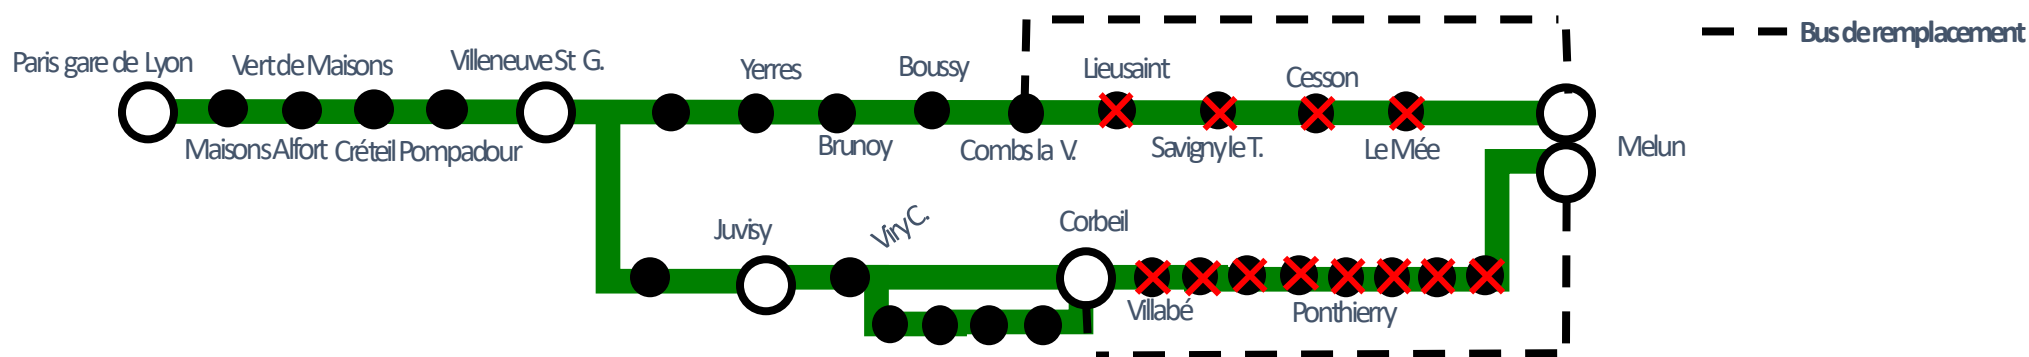 Bus de remplacement
Paris gare de Lyon
Vert de Maisons
Villeneuve St G.
Yerres
Boussy
Lieusaint
Cesson
Maisons Alfort
Créteil Pompadour
Brunoy
Combs la V.
Savigny le T.
Le Mée
Melun
Juvisy
Viry C.
Corbeil
Villabé
Ponthierry